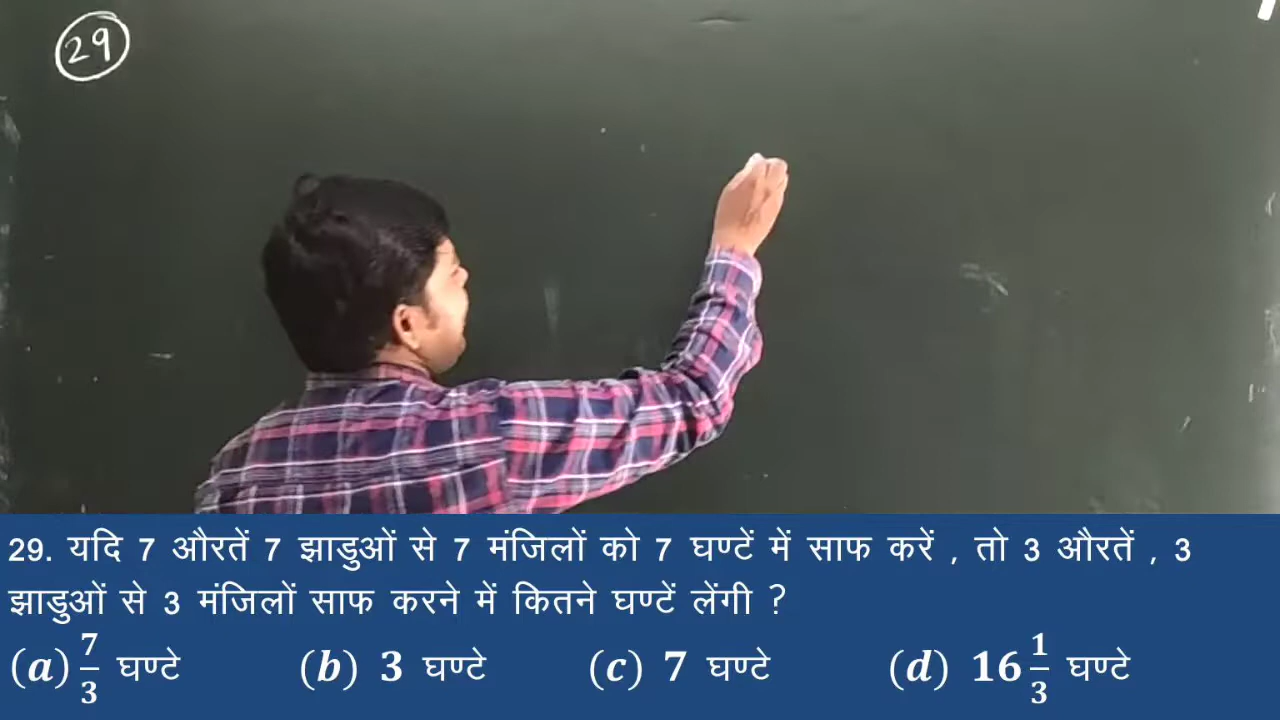 29
29. यदि 7 औरतें 7 झाडुओं से 7 मंजिलों को 7 घण्टें में साफ करें , तो 3 औरतें , 3
झाडुओं से 3 मंजिलों साफ करने में कितने घण्टें लेंगी ?
(a) 7/3 घण्टे (b) 3 घण्टे (c) 7 घण्टे (d) 16 1/3 घण्टे